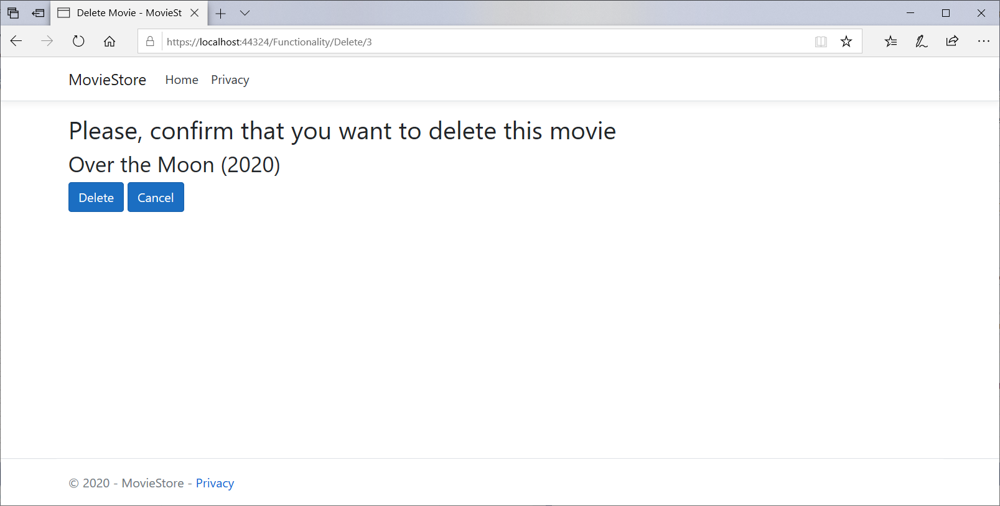 Delete Movie - MovieSt
https://localhost:44324/Functionality/Delete/3
MovieStore Home Privacy
Please, confirm that you want to delete this movie
Over the Moon (2020)
Delete Cancel
© 2020 - MovieStore - Privacy